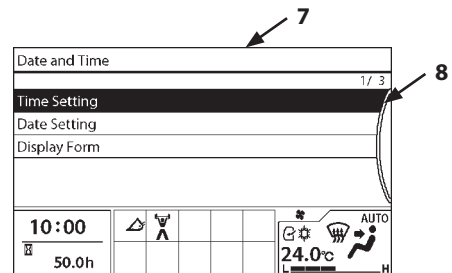 7
Date and Time
1/ 3
8
Time Setting
Date Setting
Display Form
10:00
AUTO
50.0h
24.0°C
L H